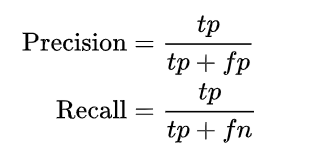 Precision = tp / (tp + fp)
Recall = tp / (tp + fn)